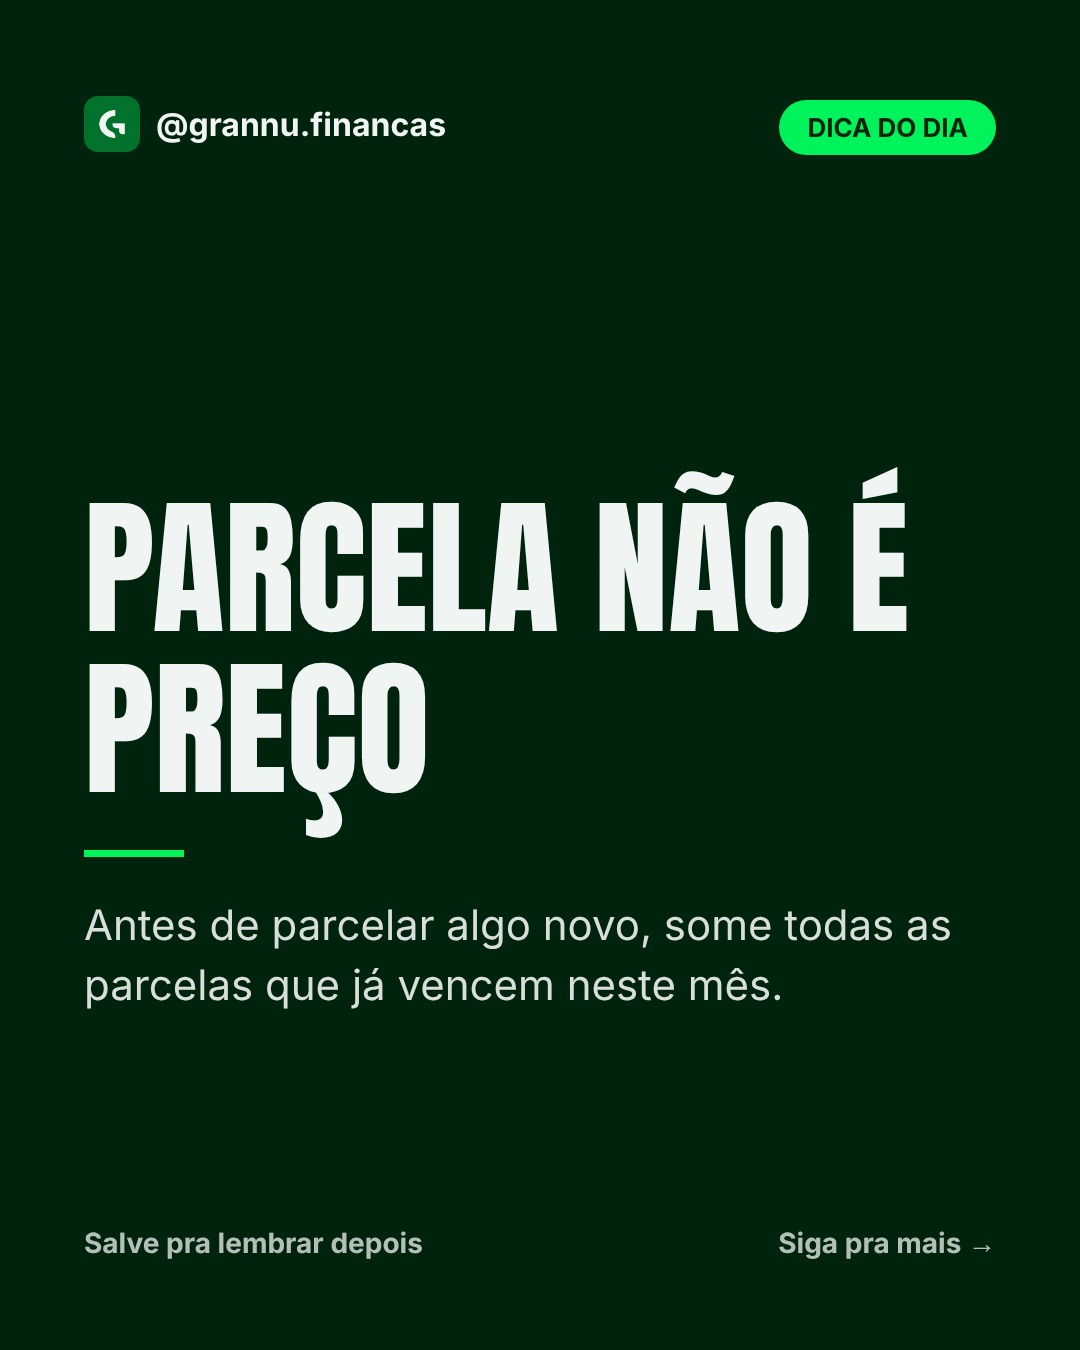 @grannu.financas
DICA DO DIA
PARCELA NÃO É
PREÇO
Antes de parcelar algo novo, some todas as
parcelas que já vencem neste mês.
Salve pra lembrar depois
Siga pra mais →